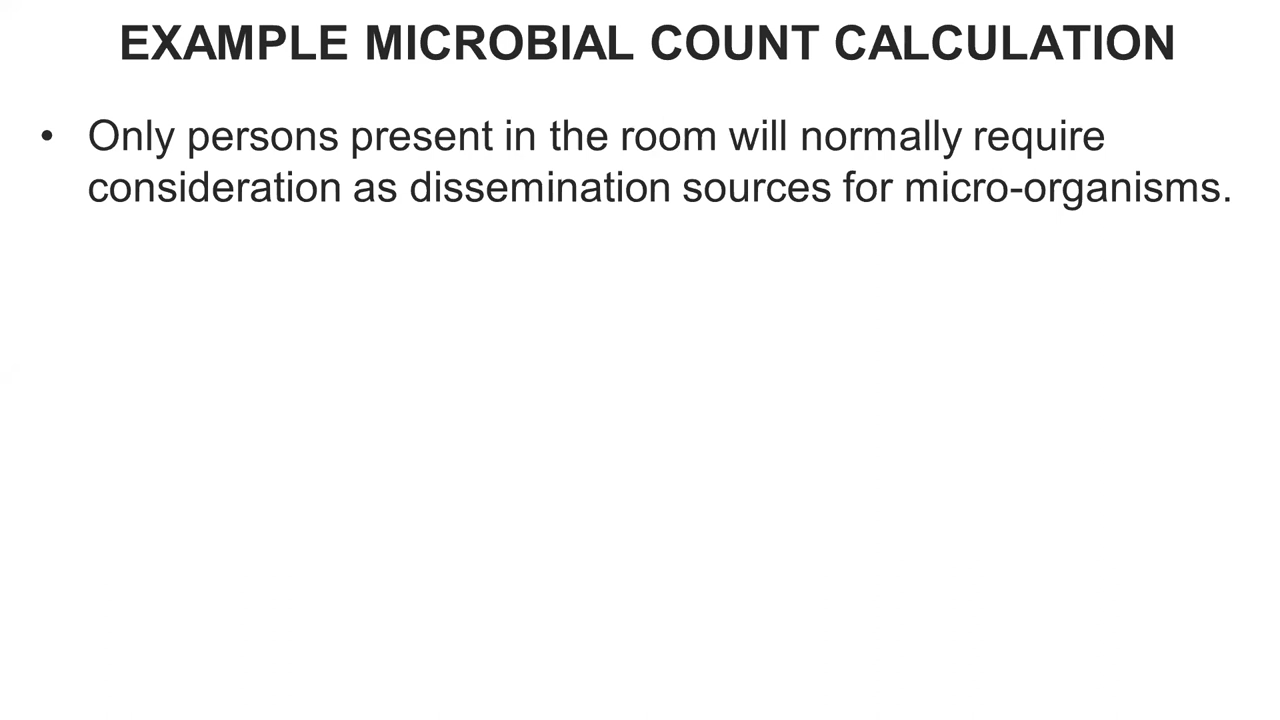 EXAMPLE MICROBIAL COUNT CALCULATION
• Only persons present in the room will normally require
consideration as dissemination sources for micro-organisms.